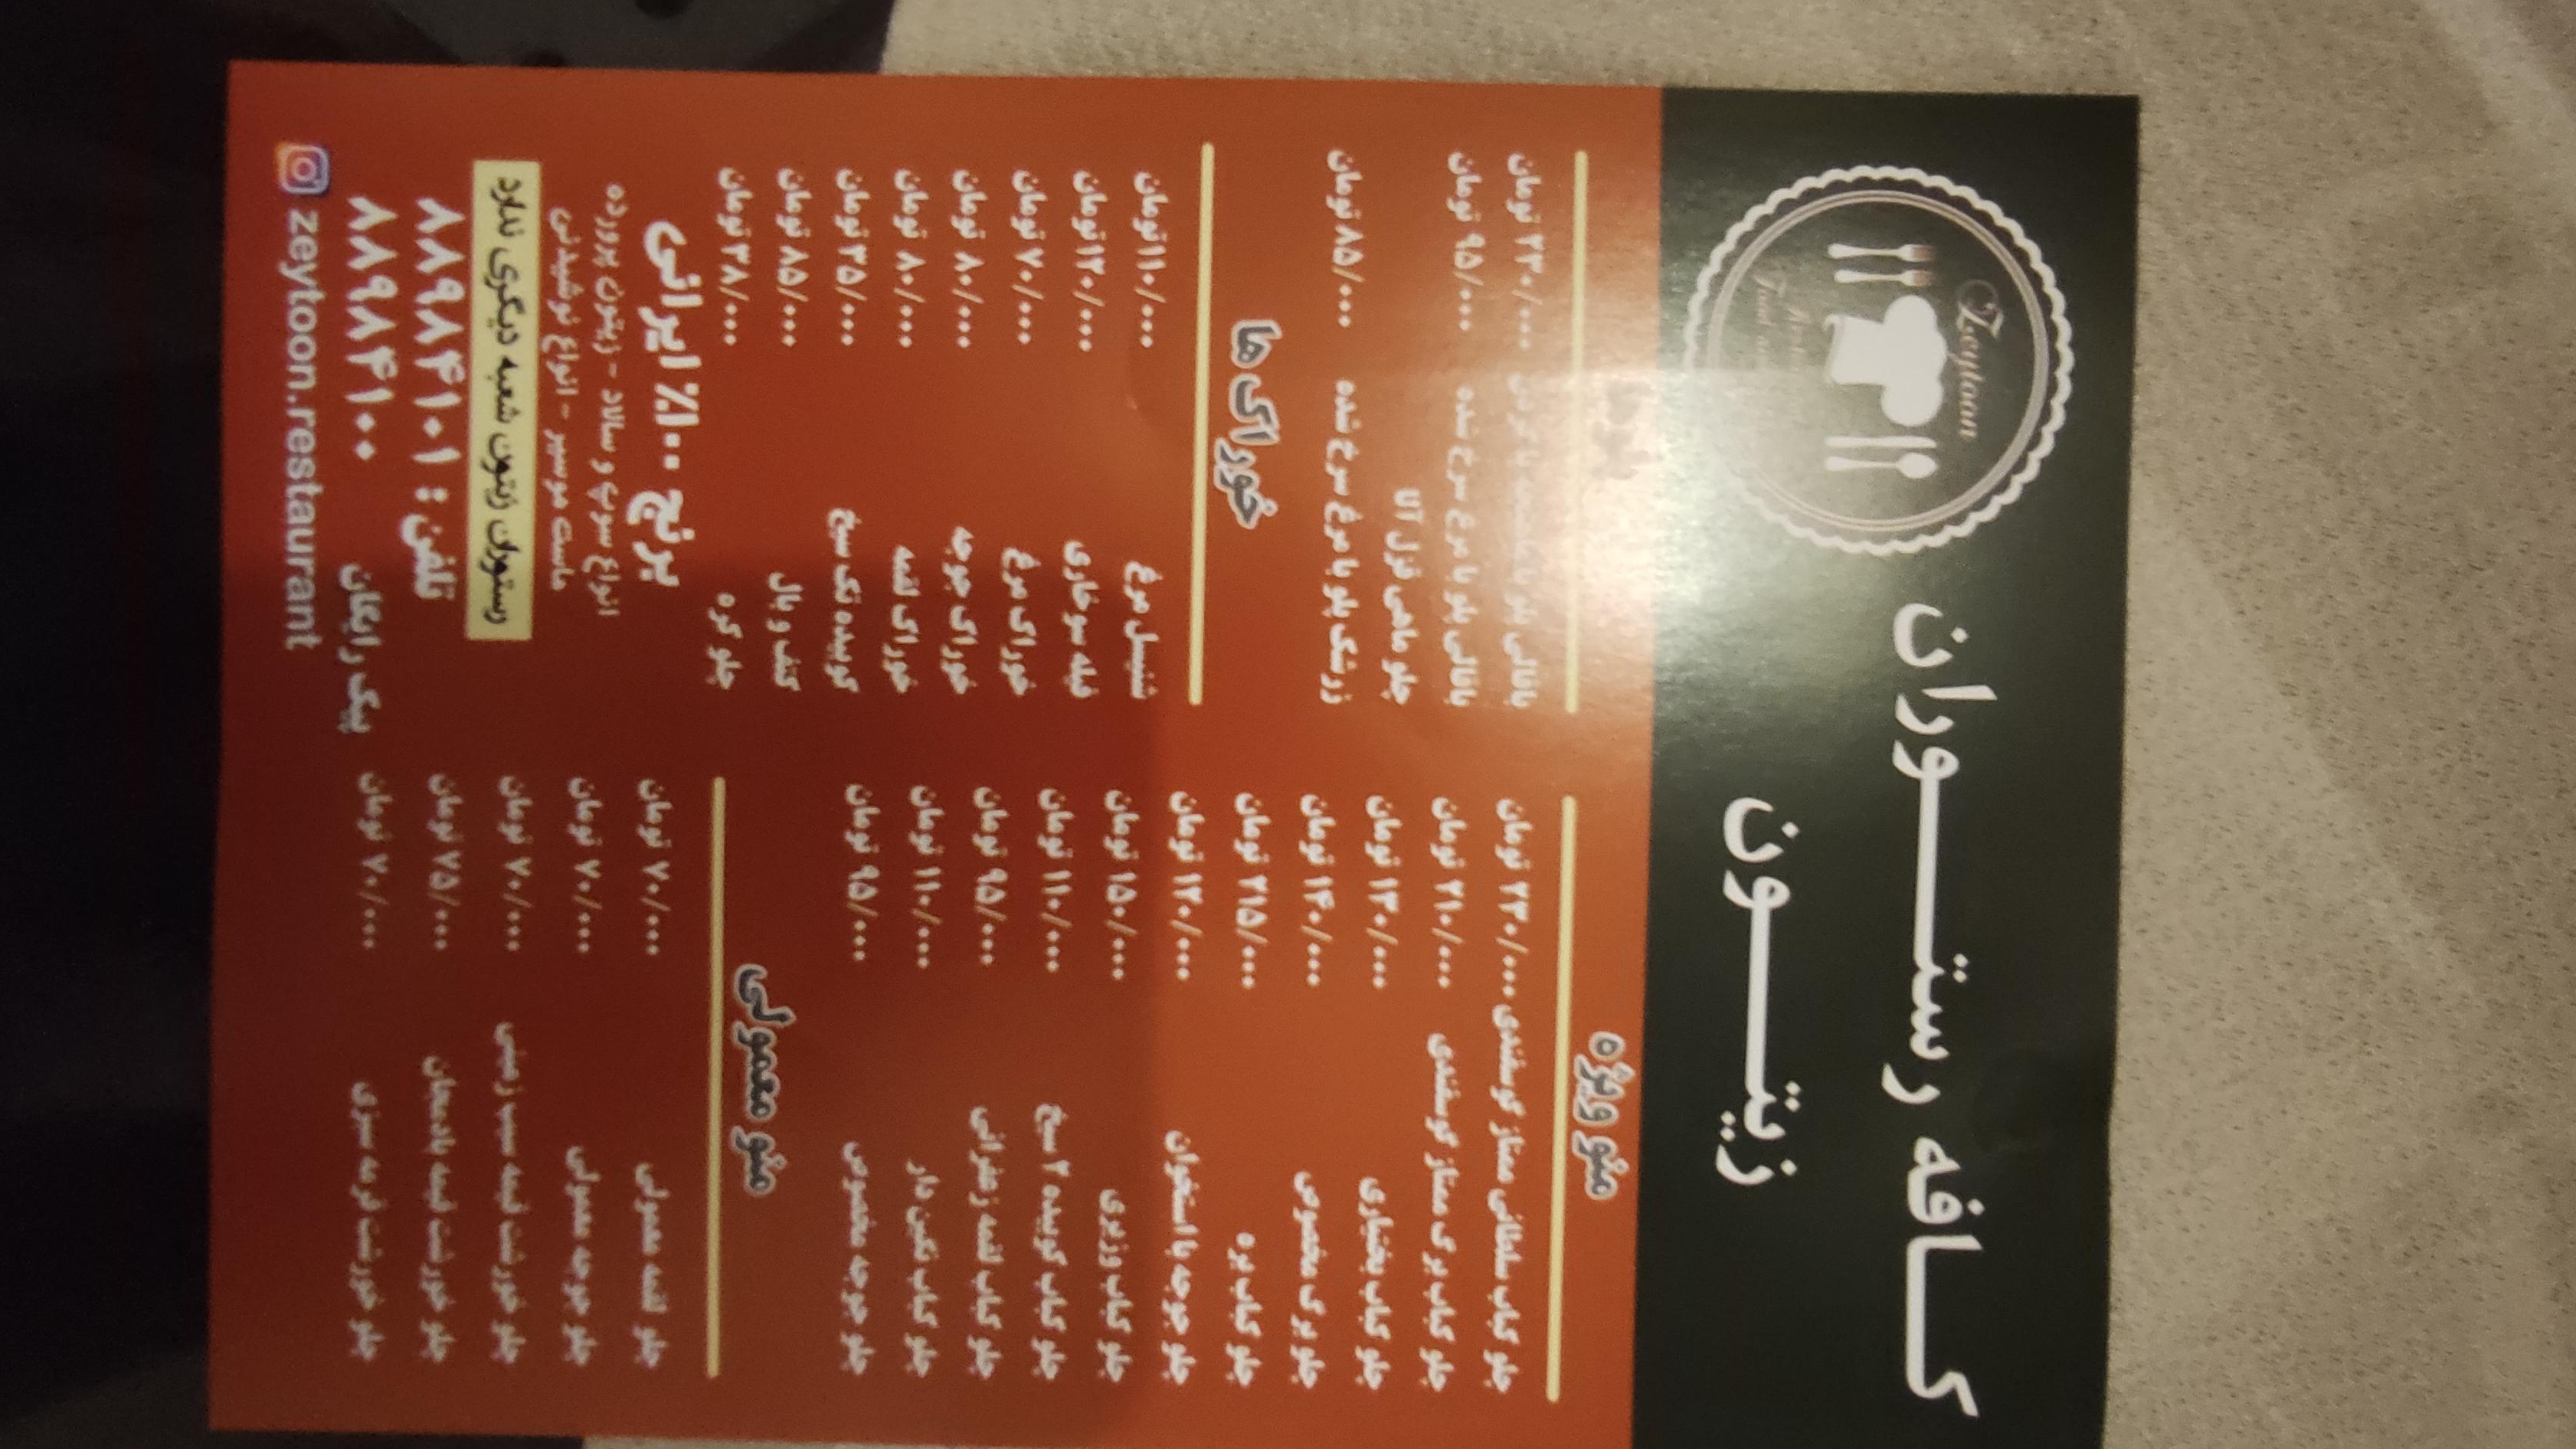 کافه رستوران
زیتون
Zeytoon
منو ویژه
چلو کباب سلطانی ممتاز گوسفندی ۲۳۰/۰۰۰ تومان
چلو کباب برگ ممتاز گوسفندی ۲۱۰/۰۰۰ تومان
چلو کباب بختیاری ۱۳۰/۰۰۰ تومان
چلو برگ مخصوص ۱۴۰/۰۰۰ تومان
چلو کباب بره ۲۱۵/۰۰۰ تومان
چلو جوجه با استخوان ۱۲۰/۰۰۰ تومان
چلو کباب وزیری ۱۵۰/۰۰۰ تومان
چلو کباب کوبیده ۲ سیخ ۱۱۰/۰۰۰ تومان
چلو کباب لقمه زعفرانی ۹۵/۰۰۰ تومان
چلو کباب نگین دار ۱۱۰/۰۰۰ تومان
چلو جوجه مخصوص ۹۵/۰۰۰ تومان
منو معمولی
چلو لقمه معمولی ۷۰/۰۰۰ تومان
چلو جوجه معمولی ۷۰/۰۰۰ تومان
چلو خورشت قیمه سیب زمینی ۷۰/۰۰۰ تومان
چلو خورشت قیمه بادمجان ۷۵/۰۰۰ تومان
چلو خورشت قرمه سبزی ۷۰/۰۰۰ تومان
باقالی پلو با ۲۳۰/۰۰۰ تومان
باقالی پلو با مرغ سرخ شده ۹۵/۰۰۰ تومان
چلو ماهی قزل آلا
زرشک پلو با مرغ سرخ شده ۸۵/۰۰۰ تومان
خوراک ها
شنیسل مرغ ۱۱۰/۰۰۰ تومان
فیله سوخاری ۱۲۰/۰۰۰ تومان
خوراک مرغ ۷۰/۰۰۰ تومان
خوراک جوجه ۸۰/۰۰۰ تومان
خوراک لقمه ۸۰/۰۰۰ تومان
کوبیده تک سیخ ۳۵/۰۰۰ تومان
کتف و بال ۸۵/۰۰۰ تومان
چلو کره ۳۸/۰۰۰ تومان
برنج ۱۰۰٪ ایرانی
انواع سوپ و سالاد - زیتون پرورده
ماست موسیر - انواع نوشیدنی
رستوران زیتون شعبه دیگری ندارد
تلفن: ۸۸۹۸۴۱۰۱
پیک رایگان ۸۸۹۸۴۱۰۰
zeytoon.restaurant